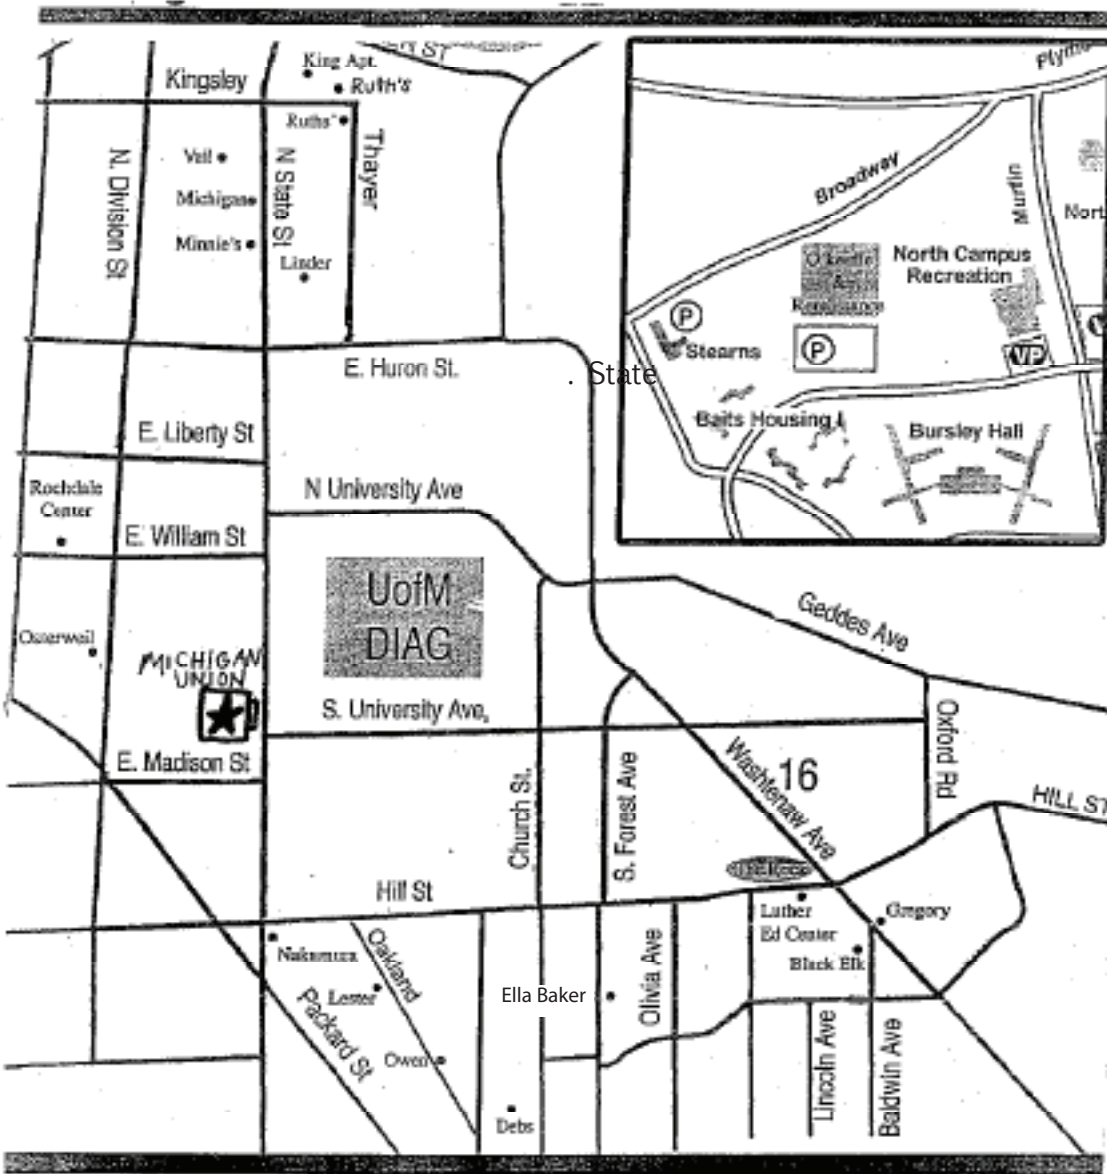 King Apt.
Kingsley
Ruth's
Ruths'
Thayer
N. Division St
Vail
Michigan
N State St
Minnie's
Linder
E. Huron St.
. State
E. Liberty St
N University Ave
Rochdale
Center
E. William St
UofM
DIAG
Osterweil
MICHIGAN
UNION
S. University Ave.
E. Madison St
Geddes Ave
Oxford Rd
Washtenaw Ave
16
HILL ST
Church St.
S. Forest Ave
Hill St
Luther
Ed Center
Gregory
Black Elk
Nakamura
Oakland
Lester
Packard St
Ella Baker
Olivia Ave
Owen
Debs
Lincoln Ave
Baldwin Ave
Broadway
Murfin
Nort
O'Keeffe
&
Renaissance
North Campus
Recreation
P
Stearns
P
VP
Baits Housing I
Bursley Hall